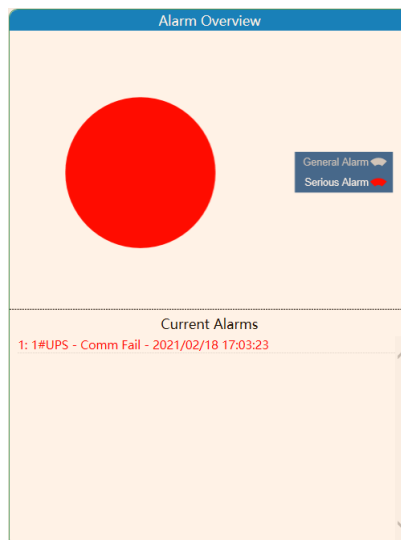 Alarm Overview
General Alarm
Serious Alarm
Current Alarms
1: 1#UPS - Comm Fail - 2021/02/18 17:03:23